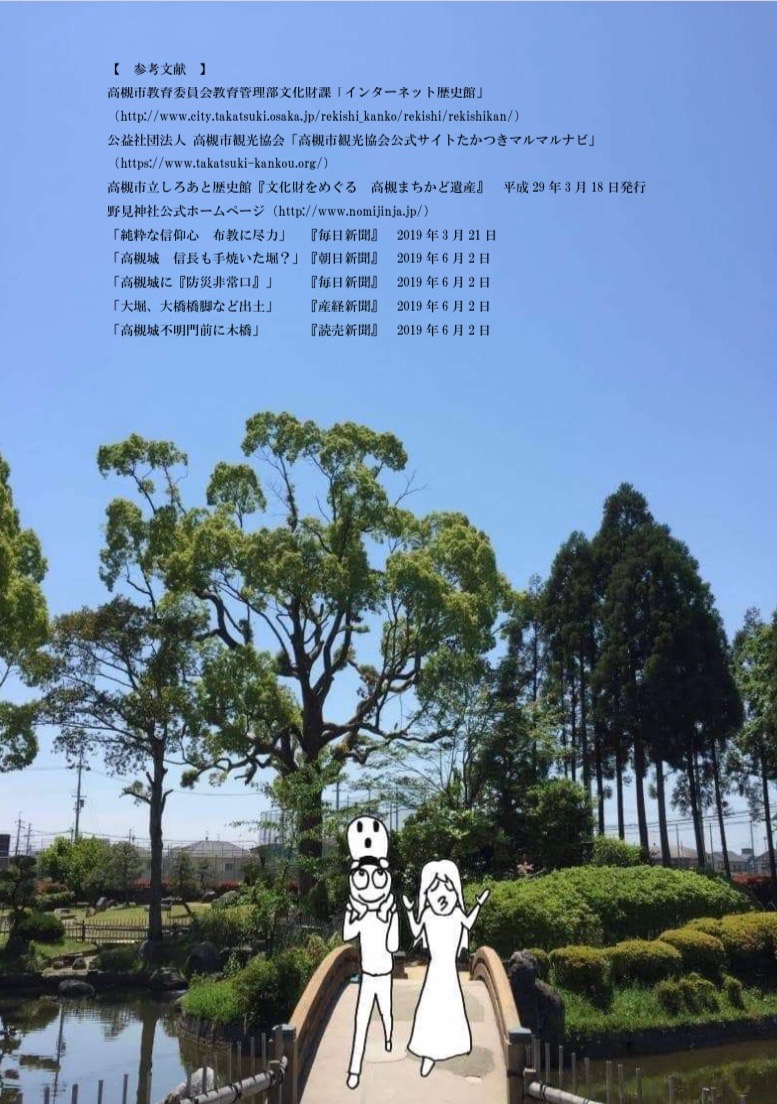 【　参考文献　】
高槻市教育委員会教育管理部文化財課「インターネット歴史館」
（http://www.city.takatsuki.osaka.jp/rekishi_kanko/rekishi/rekishikan/）
公益社団法人 高槻市観光協会「高槻市観光協会公式サイトたかつきマルマルナビ」
（https://www.takatsuki-kankou.org/）
高槻市立しろあと歴史館『文化財をめぐる　高槻まちかど遺産』　平成 29 年 3 月 18 日発行
野見神社公式ホームページ（http://www.nomijinja.jp/）
「純粋な信仰心　布教に尽力」　『毎日新聞』　2019 年 3 月 21 日
「高槻城　信長も手焼いた堀？」『朝日新聞』　2019 年 6 月 2 日
「高槻城に『防災非常口』」　　『毎日新聞』　2019 年 6 月 2 日
「大堀、大橋橋脚など出土」　　『産経新聞』　2019 年 6 月 2 日
「高槻城不明門前に木橋」　　　『読売新聞』　2019 年 6 月 2 日